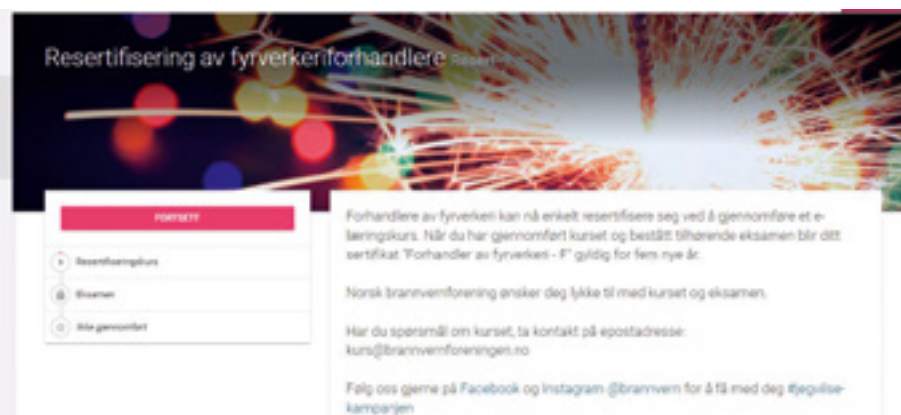 Resertifisering av fyrverkeriforhandlere
FORTSETT
Resertifiseringskurs
Eksamen
Ikke gjennomført
Forhandlere av fyrverkeri kan nå enkelt resertifisere seg ved å gjennomføre et e-
læringskurs. Når du har gjennomført kurset og bestått tilhørende eksamen blir ditt
sertifikat "Forhandler av fyrverkeri - F" gyldig for fem nye år.
Norsk brannvernforening ønsker deg lykke til med kurset og eksamen.
Har du spørsmål om kurset, ta kontakt på epostadresse:
kurs@brannvernforeningen.no
Følg oss gjerne på Facebook og Instagram @brannvern for å få med deg #jegvilse-
kampanjen